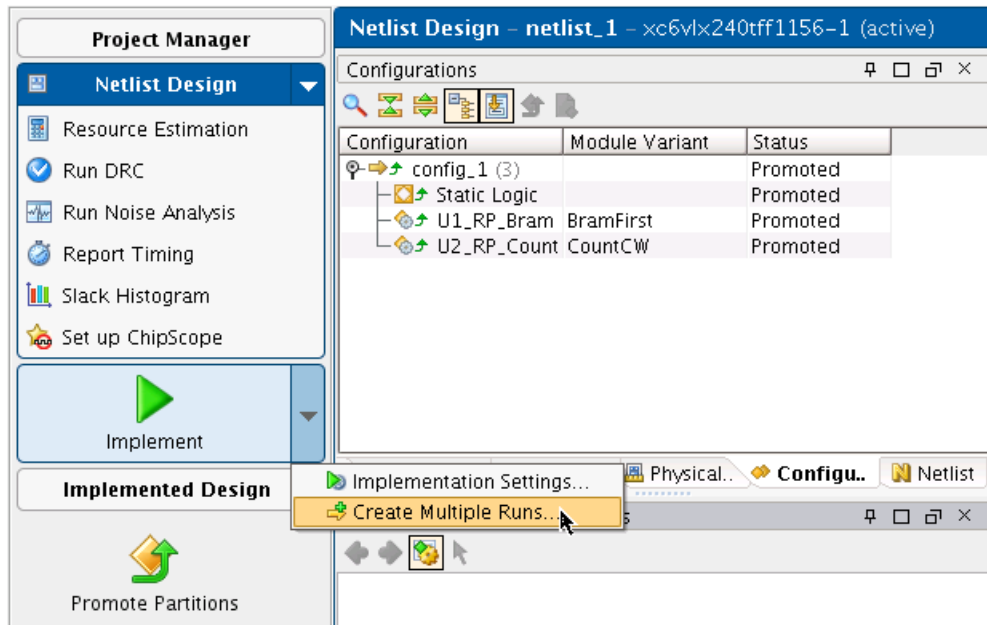 Project Manager
Netlist Design
Resource Estimation
Run DRC
Run Noise Analysis
Report Timing
Slack Histogram
Set up ChipScope
Implement
Implemented Design
Promote Partitions
Netlist Design - netlist_1 - xc6vlx240tff1156-1 (active)
Configurations
Configuration Module Variant Status
config_1 (3) Promoted
Static Logic Promoted
U1_RP_Bram BramFirst Promoted
U2_RP_Count CountCW Promoted
Physical.. Configu.. Netlist
Implementation Settings...
Create Multiple Runs...